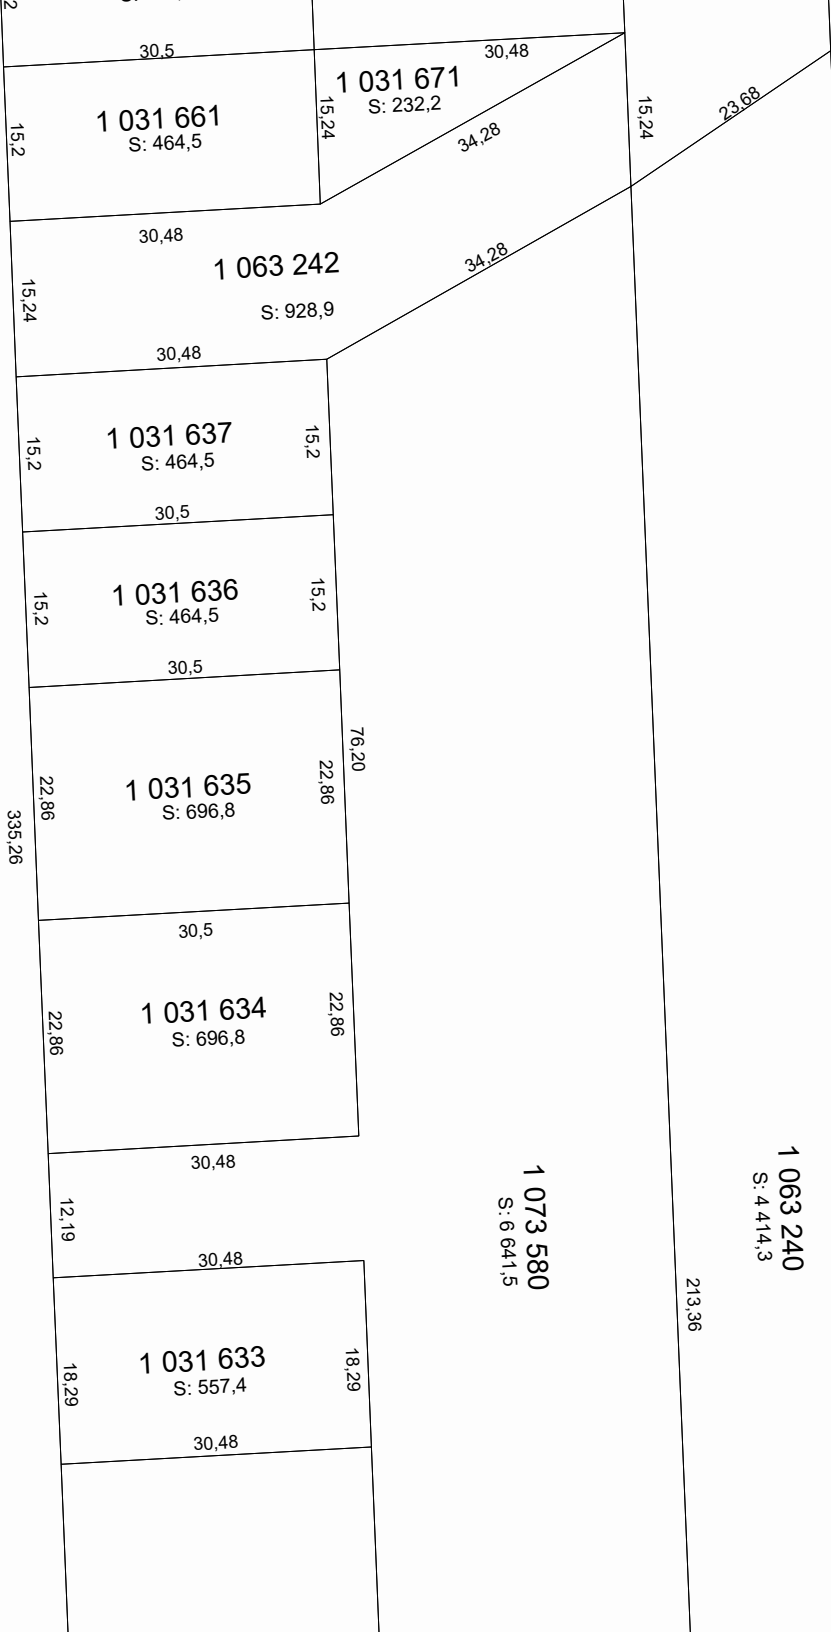 30,5
30,48
1 031 671
S: 232,2
1 031 661
S: 464,5
15,2
15,24
15,24
23,68
34,28
30,48
1 063 242
S: 928,9
34,28
15,24
30,48
1 031 637
S: 464,5
15,2
15,2
30,5
1 031 636
S: 464,5
15,2
15,2
30,5
76,20
1 031 635
S: 696,8
22,86
22,86
335,26
30,5
1 031 634
S: 696,8
22,86
22,86
30,48
12,19
1 073 580
S: 6 641,5
1 063 240
S: 4 414,3
30,48
213,36
1 031 633
S: 557,4
18,29
18,29
30,48